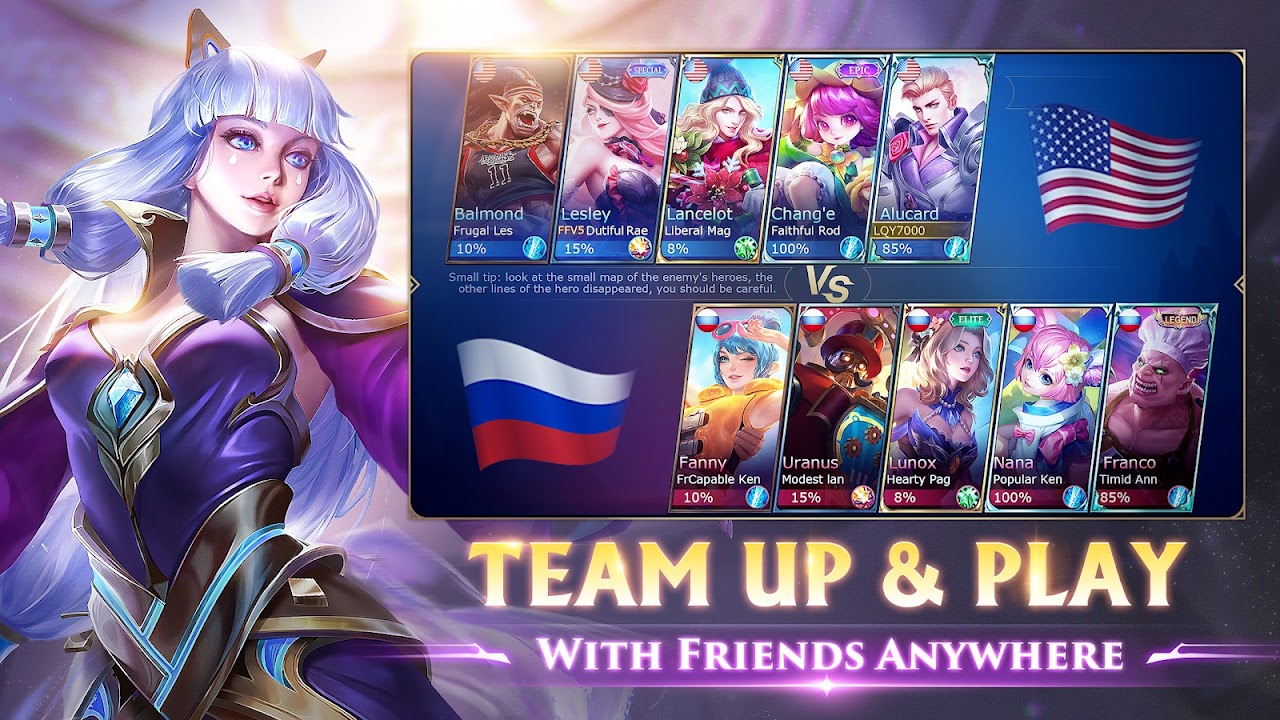 SPECIAL
EPIC
11
Balmond
Frugal Les
10%
Lesley
FFV5 Dutiful Rae
15%
Lancelot
Liberal Mag
8%
Chang'e
Faithful Rod
100%
Alucard
LQY7000
85%
Small tip: look at the small map of the enemy's heroes, the
other lines of the hero disappeared, you should be careful.
VS
ELITE
LEGEND
Fanny
FrCapable Ken
10%
Uranus
Modest Ian
15%
Lunox
Hearty Pag
8%
Nana
Popular Ken
100%
Franco
Timid Ann
85%
TEAM UP & PLAY
WITH FRIENDS ANYWHERE